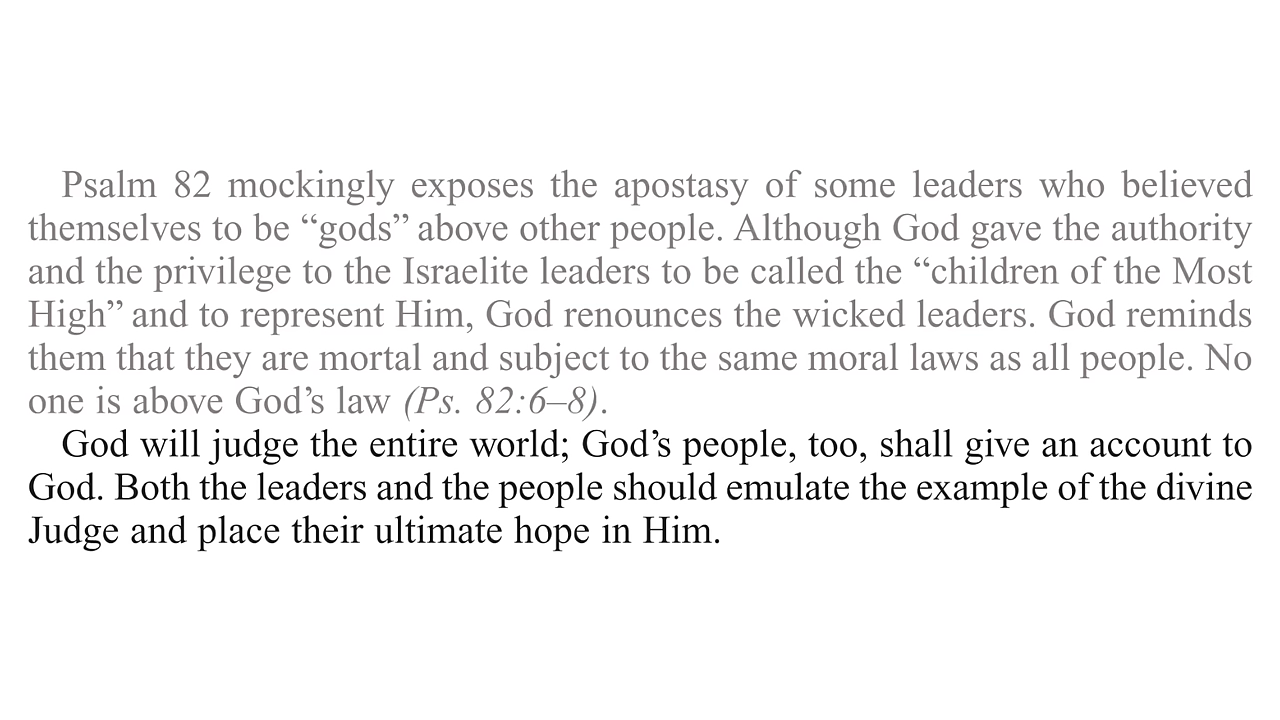 Psalm 82 mockingly exposes the apostasy of some leaders who believed
themselves to be “gods” above other people. Although God gave the authority
and the privilege to the Israelite leaders to be called the “children of the Most
High” and to represent Him, God renounces the wicked leaders. God reminds
them that they are mortal and subject to the same moral laws as all people. No
one is above God’s law (Ps. 82:6–8).
God will judge the entire world; God’s people, too, shall give an account to
God. Both the leaders and the people should emulate the example of the divine
Judge and place their ultimate hope in Him.